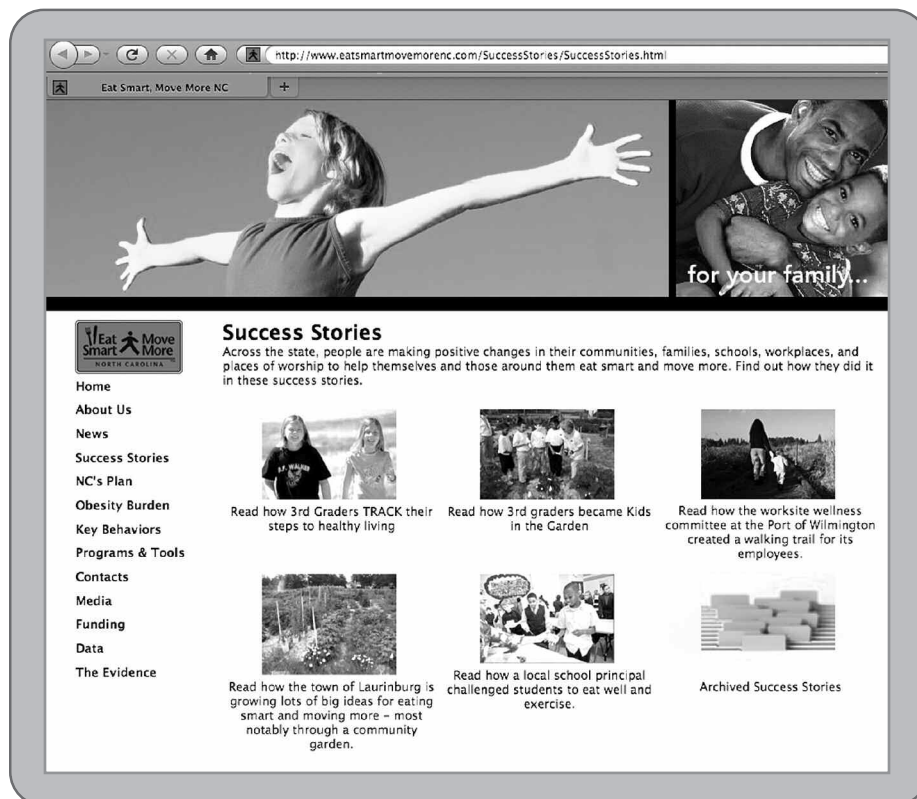 http://www.eatsmartmovemorenc.com/SuccessStories/SuccessStories.html
Eat Smart, Move More NC
+
for your family...
Eat Move
Smart More
NORTH CAROLINA
Home
About Us
News
Success Stories
NC's Plan
Obesity Burden
Key Behaviors
Programs & Tools
Contacts
Media
Funding
Data
The Evidence
Success Stories
Across the state, people are making positive changes in their communities, families, schools, workplaces, and
places of worship to help themselves and those around them eat smart and move more. Find out how they did it
in these success stories.
Read how 3rd Graders TRACK their
steps to healthy living
Read how 3rd graders became Kids
in the Garden
Read how the worksite wellness
committee at the Port of Wilmington
created a walking trail for its
employees.
Read how the town of Laurinburg is
growing lots of big ideas for eating
smart and moving more – most
notably through a community
garden.
Read how a local school principal
challenged students to eat well and
exercise.
Archived Success Stories